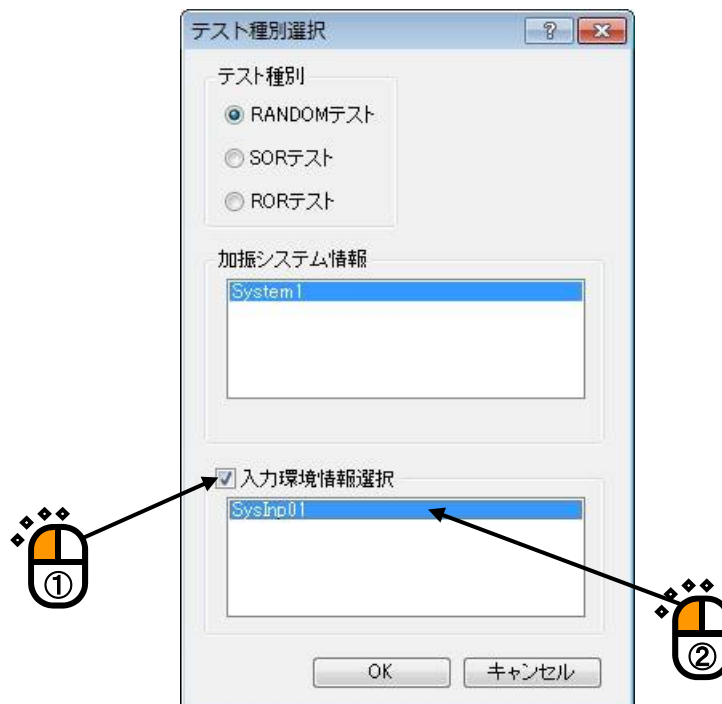 テスト種別選択
テスト種別
RANDOMテスト
SORテスト
RORテスト
加振システム情報
System1
入力環境情報選択
SysInp01
①
②
OK
キャンセル